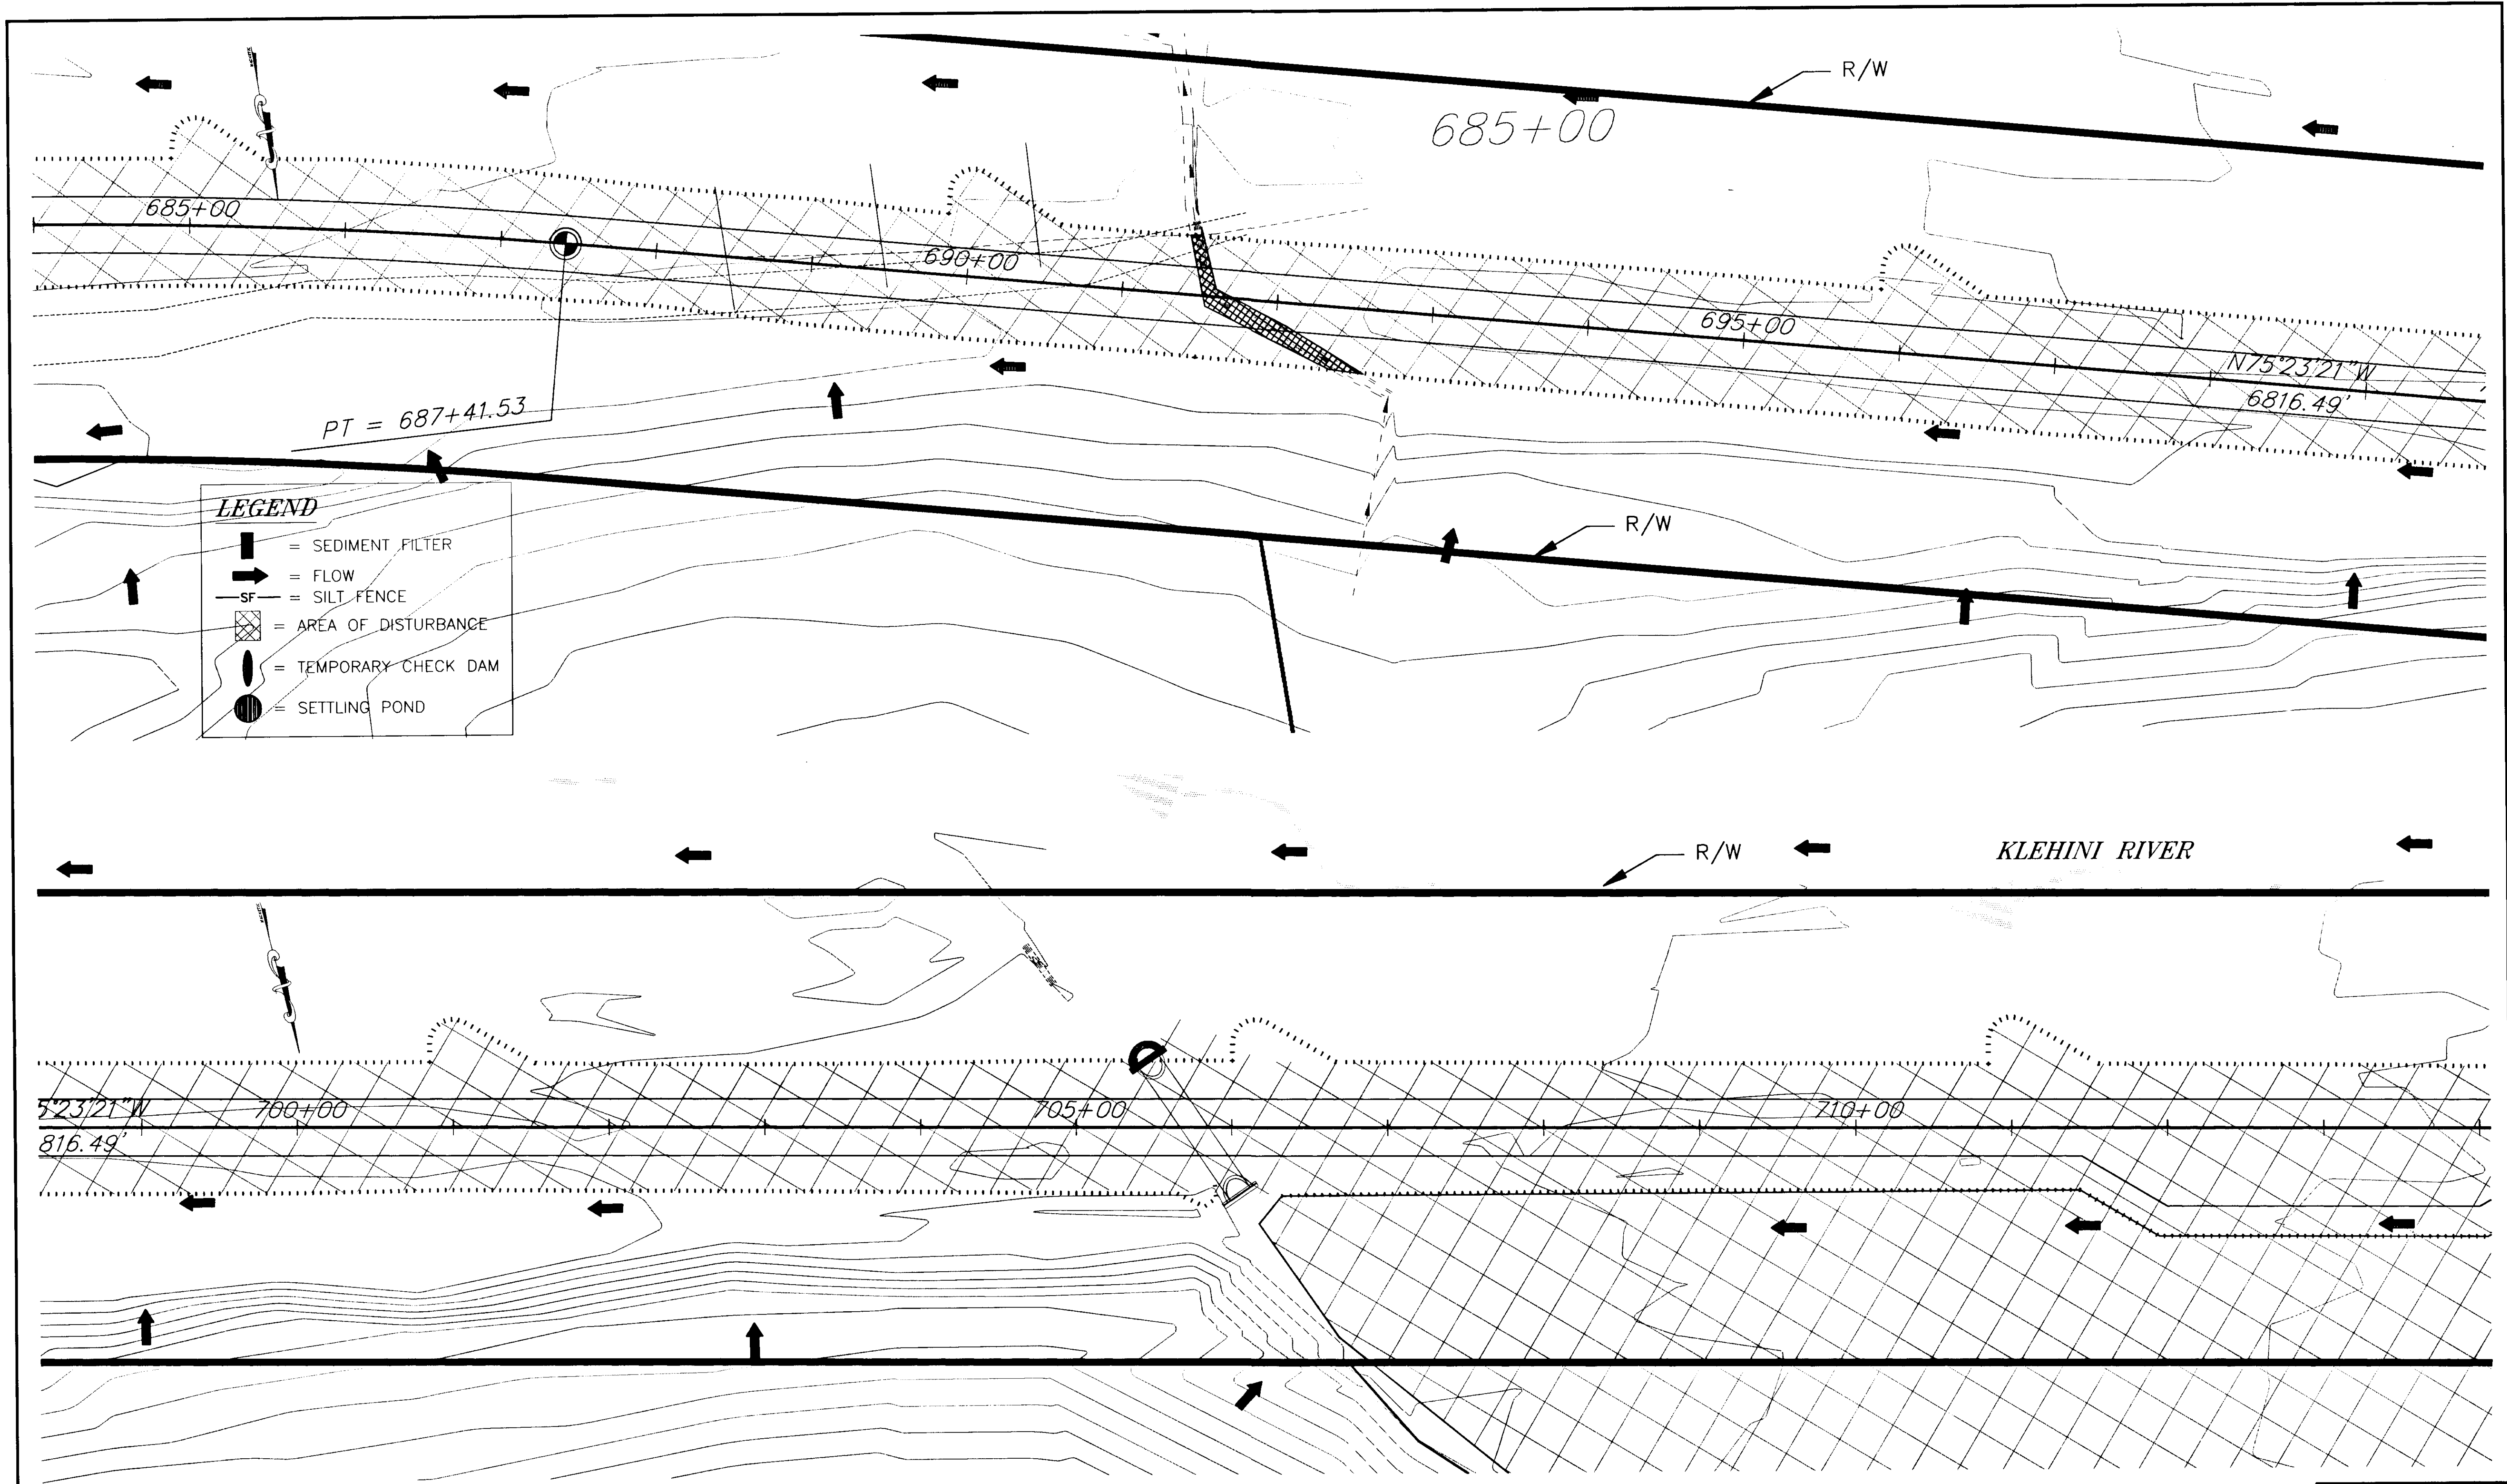 R/W
685+00
685+00
690+00
695+00
N75°23'21"W
6816.49'
PT = 687+41.53
R/W
LEGEND
= SEDIMENT FILTER
= FLOW
SF = SILT FENCE
= AREA OF DISTURBANCE
= TEMPORARY CHECK DAM
= SETTLING POND
R/W
KLEHINI RIVER
5°23'21"W
700+00
705+00
710+00
816.49'